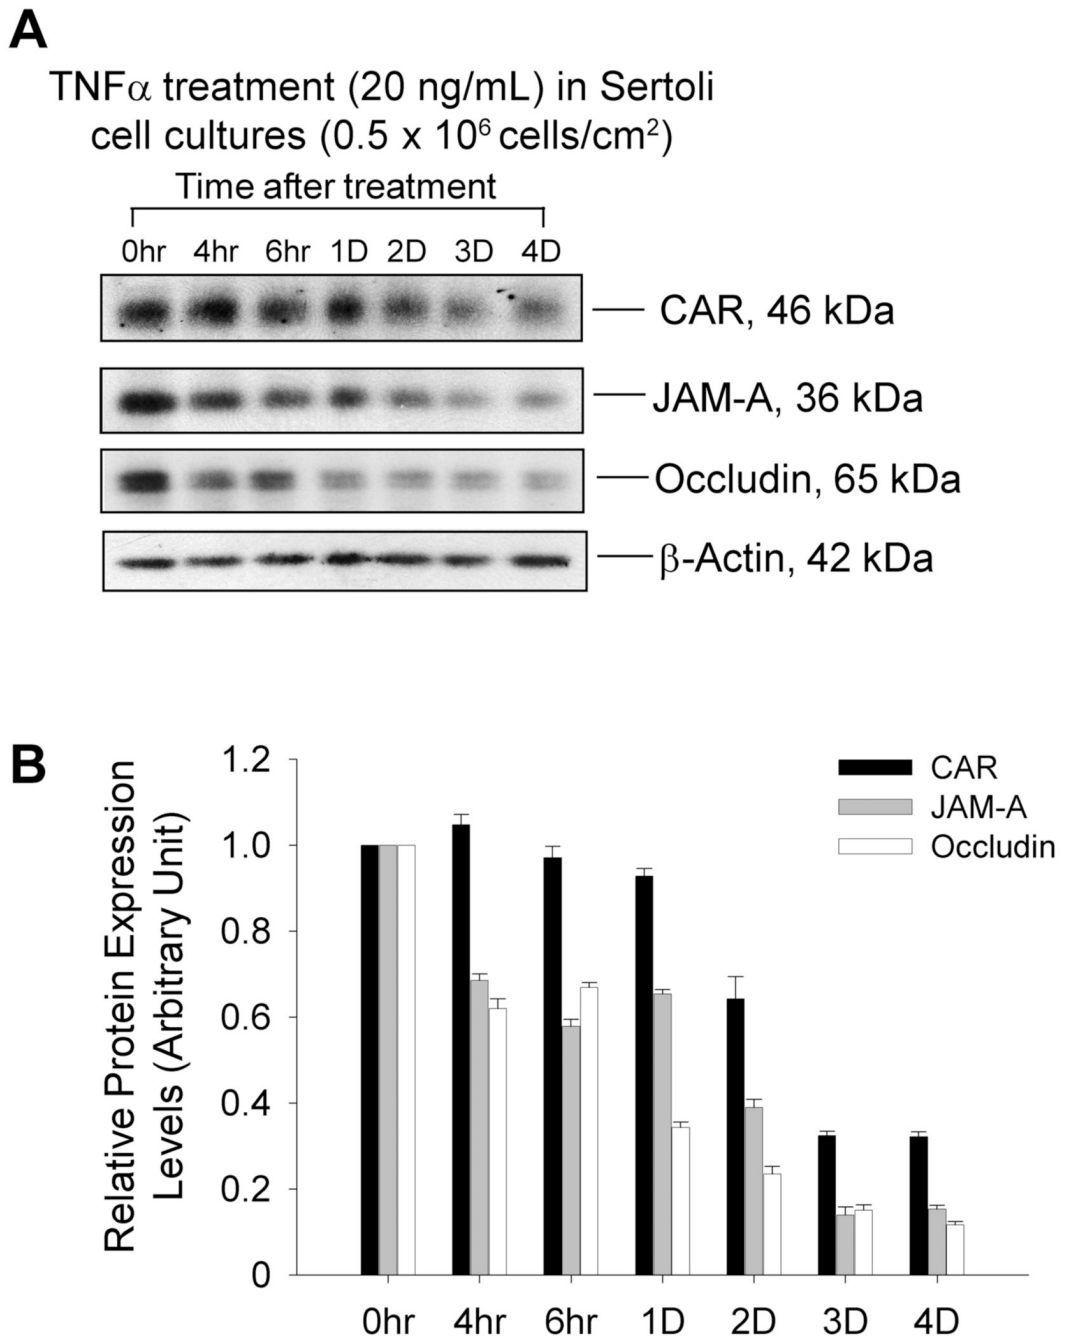 A
TNFα treatment (20 ng/mL) in Sertoli
cell cultures (0.5 x 10⁶ cells/cm²)
Time after treatment
0hr 4hr 6hr 1D 2D 3D 4D
CAR, 46 kDa
JAM-A, 36 kDa
Occludin, 65 kDa
β-Actin, 42 kDa
B
Relative Protein Expression
Levels (Arbitrary Unit)
1.2
1.0
0.8
0.6
0.4
0.2
0
CAR
JAM-A
Occludin
0hr 4hr 6hr 1D 2D 3D 4D